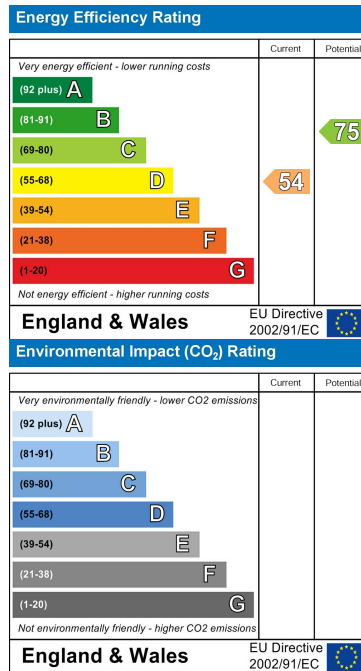 Energy Efficiency Rating
Current Potential
Very energy efficient - lower running costs
(92 plus) A
(81-91) B
(69-80) C
(55-68) D
(39-54) E
(21-38) F
(1-20) G
54
75
Not energy efficient - higher running costs
England & Wales
EU Directive
2002/91/EC
Environmental Impact (CO₂) Rating
Current Potential
Very environmentally friendly - lower CO2 emissions
(92 plus) A
(81-91) B
(69-80) C
(55-68) D
(39-54) E
(21-38) F
(1-20) G
Not environmentally friendly - higher CO2 emissions
England & Wales
EU Directive
2002/91/EC